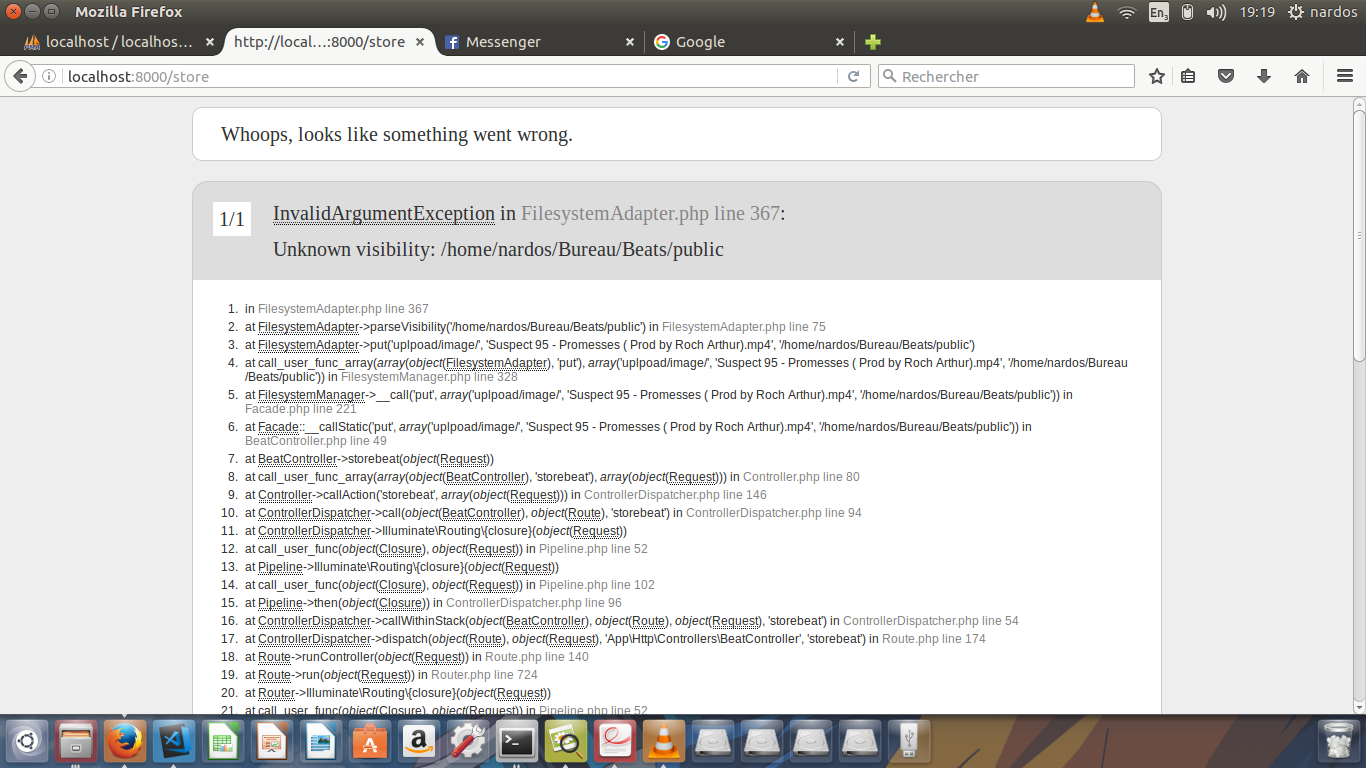 Mozilla Firefox
En3
19:19
nardos
localhost / localhos...
http://local...:8000/store
Messenger
Google
localhost:8000/store
Rechercher
Whoops, looks like something went wrong.
1/1
InvalidArgumentException in FilesystemAdapter.php line 367:
Unknown visibility: /home/nardos/Bureau/Beats/public
1. in FilesystemAdapter.php line 367
2. at FilesystemAdapter->parseVisibility('/home/nardos/Bureau/Beats/public') in FilesystemAdapter.php line 75
3. at FilesystemAdapter->put('uplpoad/image/', 'Suspect 95 - Promesses ( Prod by Roch Arthur).mp4', '/home/nardos/Bureau/Beats/public')
4. at call_user_func_array(array(object(FilesystemAdapter), 'put'), array('uplpoad/image/', 'Suspect 95 - Promesses ( Prod by Roch Arthur).mp4', '/home/nardos/Bureau
/Beats/public')) in FilesystemManager.php line 328
5. at FilesystemManager->__call('put', array('uplpoad/image/', 'Suspect 95 - Promesses ( Prod by Roch Arthur).mp4', '/home/nardos/Bureau/Beats/public')) in
Facade.php line 221
6. at Facade::__callStatic('put', array('uplpoad/image/', 'Suspect 95 - Promesses ( Prod by Roch Arthur).mp4', '/home/nardos/Bureau/Beats/public')) in
BeatController.php line 49
7. at BeatController->storebeat(object(Request))
8. at call_user_func_array(array(object(BeatController), 'storebeat'), array(object(Request))) in Controller.php line 80
9. at Controller->callAction('storebeat', array(object(Request))) in ControllerDispatcher.php line 146
10. at ControllerDispatcher->call(object(BeatController), object(Route), 'storebeat') in ControllerDispatcher.php line 94
11. at ControllerDispatcher->Illuminate\Routing\{closure}(object(Request))
12. at call_user_func(object(Closure), object(Request)) in Pipeline.php line 52
13. at Pipeline->Illuminate\Routing\{closure}(object(Request))
14. at call_user_func(object(Closure), object(Request)) in Pipeline.php line 102
15. at Pipeline->then(object(Closure)) in ControllerDispatcher.php line 96
16. at ControllerDispatcher->callWithinStack(object(BeatController), object(Route), object(Request), 'storebeat') in ControllerDispatcher.php line 54
17. at ControllerDispatcher->dispatch(object(Route), object(Request), 'App\Http\Controllers\BeatController', 'storebeat') in Route.php line 174
18. at Route->runController(object(Request)) in Route.php line 140
19. at Route->run(object(Request)) in Router.php line 724
20. at Router->Illuminate\Routing\{closure}(object(Request))
21. at call_user_func(object(Closure), object(Request)) in Pipeline.php line 52